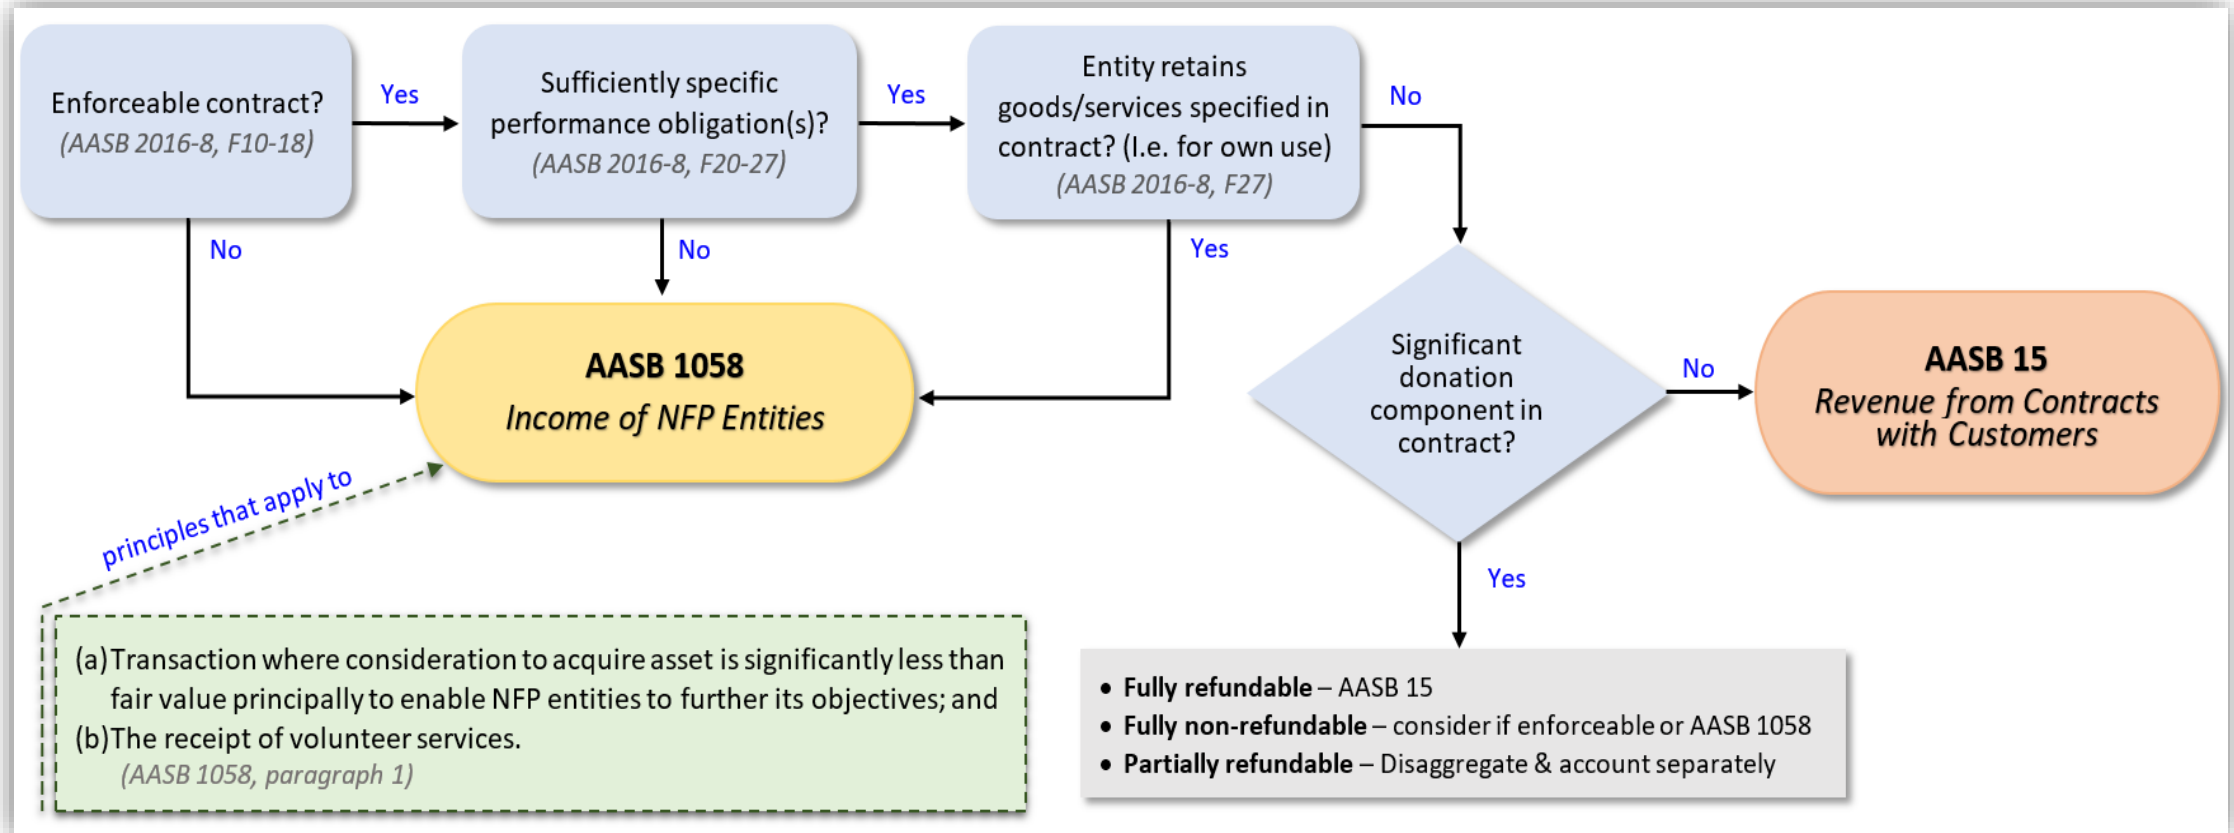 Enforceable contract?
(AASB 2016-8, F10-18)
Yes
Sufficiently specific
performance obligation(s)?
(AASB 2016-8, F20-27)
Yes
Entity retains
goods/services specified in
contract? (I.e. for own use)
(AASB 2016-8, F27)
No
No
No
Yes
AASB 1058
Income of NFP Entities
Significant
donation
component in
contract?
No
AASB 15
Revenue from Contracts
with Customers
principles that apply to
Yes
(a) Transaction where consideration to acquire asset is significantly less than
fair value principally to enable NFP entities to further its objectives; and
(b) The receipt of volunteer services.
(AASB 1058, paragraph 1)
• Fully refundable – AASB 15
• Fully non-refundable – consider if enforceable or AASB 1058
• Partially refundable – Disaggregate & account separately